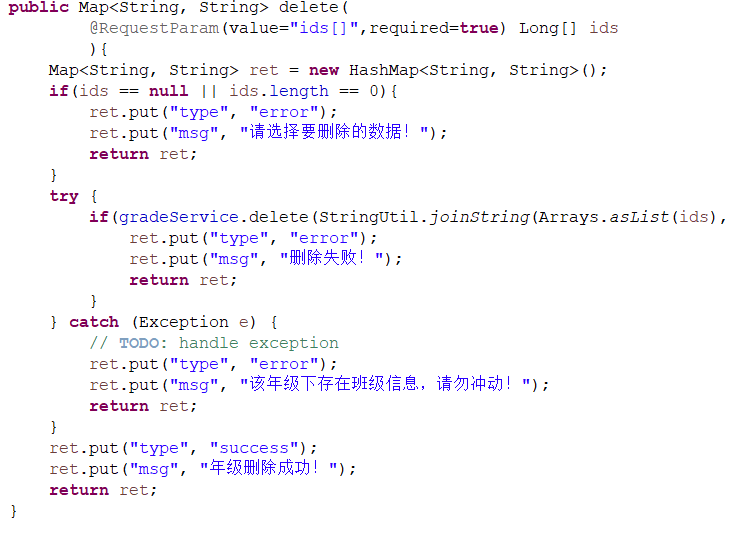 public Map<String, String> delete(
        @RequestParam(value="ids[]",required=true) Long[] ids
        ){
    Map<String, String> ret = new HashMap<String, String>();
    if(ids == null || ids.length == 0){
        ret.put("type", "error");
        ret.put("msg", "请选择要删除的数据！");
        return ret;
    }
    try {
        if(gradeService.delete(StringUtil.joinString(Arrays.asList(ids),
            ret.put("type", "error");
            ret.put("msg", "删除失败！");
            return ret;
        }
    } catch (Exception e) {
        // TODO: handle exception
        ret.put("type", "error");
        ret.put("msg", "该年级下存在班级信息，请勿冲动！");
        return ret;
    }
    ret.put("type", "success");
    ret.put("msg", "年级删除成功！");
    return ret;
}